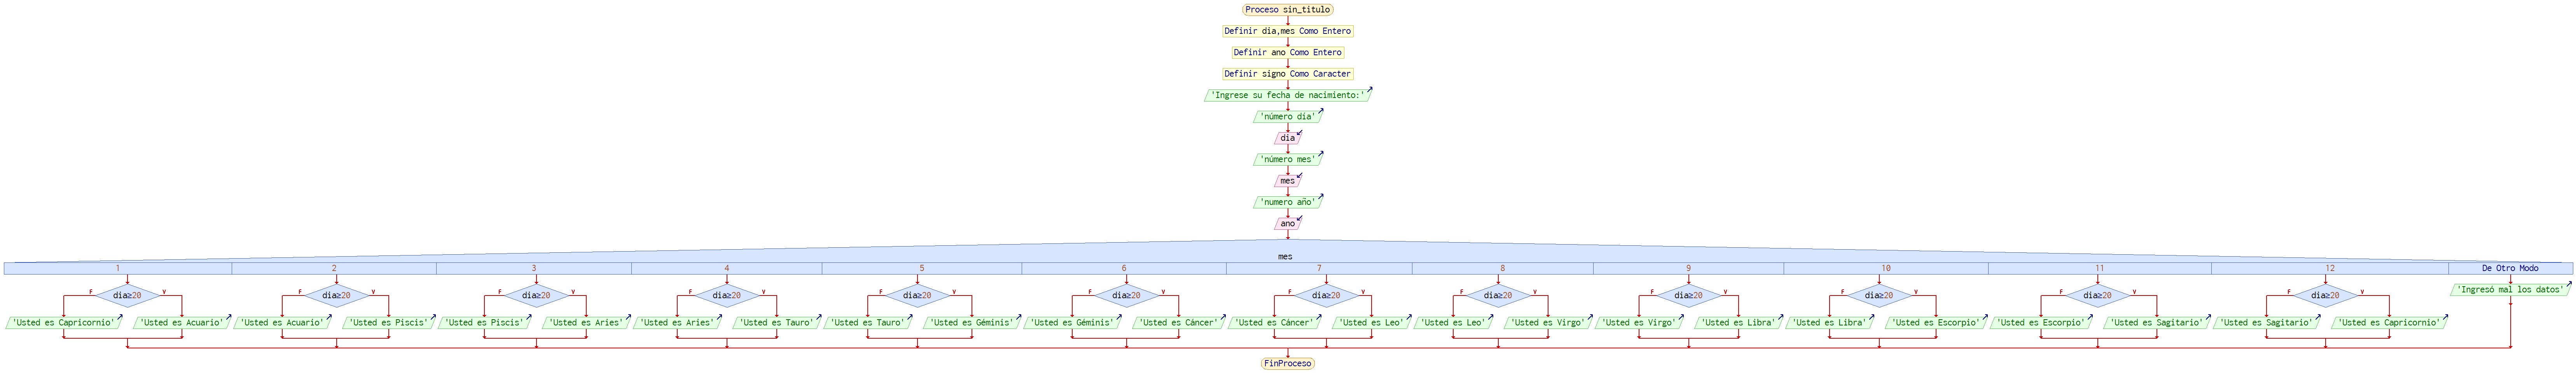 Proceso sin_titulo
Definir dia,mes Como Entero
Definir ano Como Entero
Definir signo Como Caracter
'Ingrese su fecha de nacimiento:'
'número dia'
dia
'número mes'
mes
'numero año'
ano
mes
1 2 3 4 5 6 7 8 9 10 11 12 De Otro Modo
F dia≥20 V F dia≥20 V F dia≥20 V F dia≥20 V F dia≥20 V F dia≥20 V F dia≥20 V F dia≥20 V F dia≥20 V F dia≥20 V F dia≥20 V F dia≥20 V 'Ingresó mal los datos'
'Usted es Capricornio' 'Usted es Acuario' 'Usted es Acuario' 'Usted es Piscis' 'Usted es Piscis' 'Usted es Aries' 'Usted es Aries' 'Usted es Tauro' 'Usted es Tauro' 'Usted es Géminis' 'Usted es Géminis' 'Usted es Cáncer' 'Usted es Cáncer' 'Usted es Leo' 'Usted es Leo' 'Usted es Virgo' 'Usted es Virgo' 'Usted es Libra' 'Usted es Libra' 'Usted es Escorpio' 'Usted es Escorpio' 'Usted es Sagitario' 'Usted es Sagitario' 'Usted es Capricornio'
FinProceso